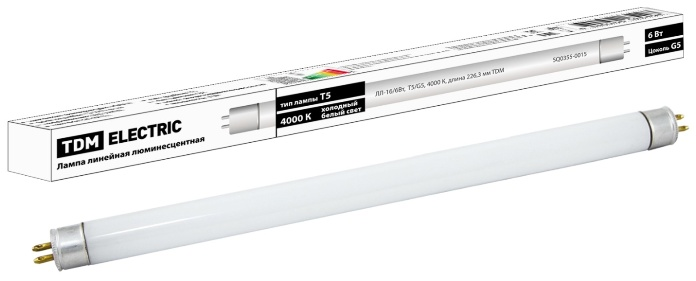 TDM ELECTRIC
Лампа линейная люминесцентная
тип лампы T5
4000 К холодный белый свет
ЛЛ-16/6Вт, T5/G5, 4000 К, длина 226,3 мм TDM
SQ0355-0015
6 Вт
Цоколь G5